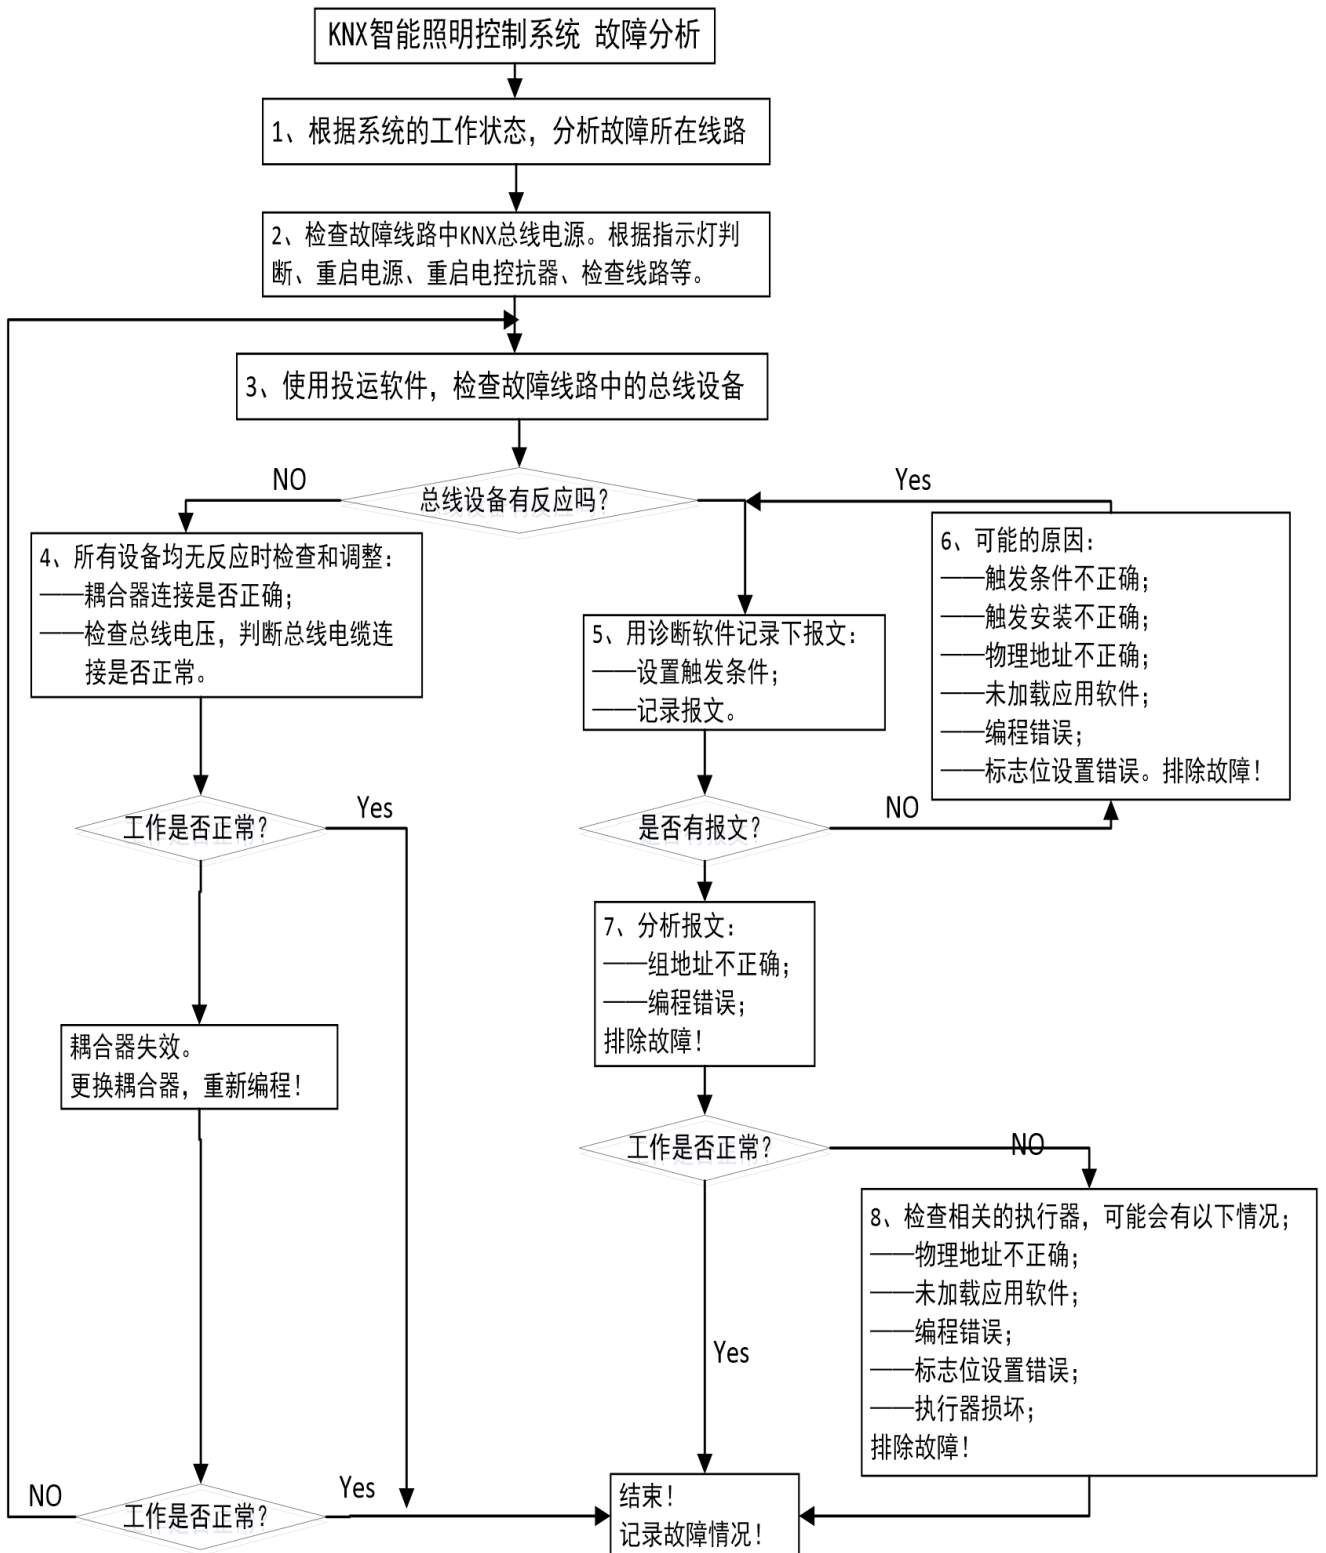 KNX智能照明控制系统 故障分析
1、根据系统的工作状态，分析故障所在线路
2、检查故障线路中KNX总线电源。根据指示灯判
断、重启电源、重启电控抗器、检查线路等。
3、使用投运软件，检查故障线路中的总线设备
总线设备有反应吗？
NO
Yes
4、所有设备均无反应时检查和调整：
——耦合器连接是否正确；
——检查总线电压，判断总线电缆连
接是否正常。
5、用诊断软件记录下报文：
——设置触发条件；
——记录报文。
6、可能的原因：
——触发条件不正确；
——触发安装不正确；
——物理地址不正确；
——未加载应用软件；
——编程错误；
——标志位设置错误。排除故障！
工作是否正常？
Yes
是否有报文？
NO
7、分析报文：
——组地址不正确；
——编程错误；
排除故障！
耦合器失效。
更换耦合器，重新编程！
工作是否正常？
NO
Yes
8、检查相关的执行器，可能会有以下情况；
——物理地址不正确；
——未加载应用软件；
——编程错误；
——标志位设置错误；
——执行器损坏；
排除故障！
工作是否正常？
NO
Yes
结束！
记录故障情况！